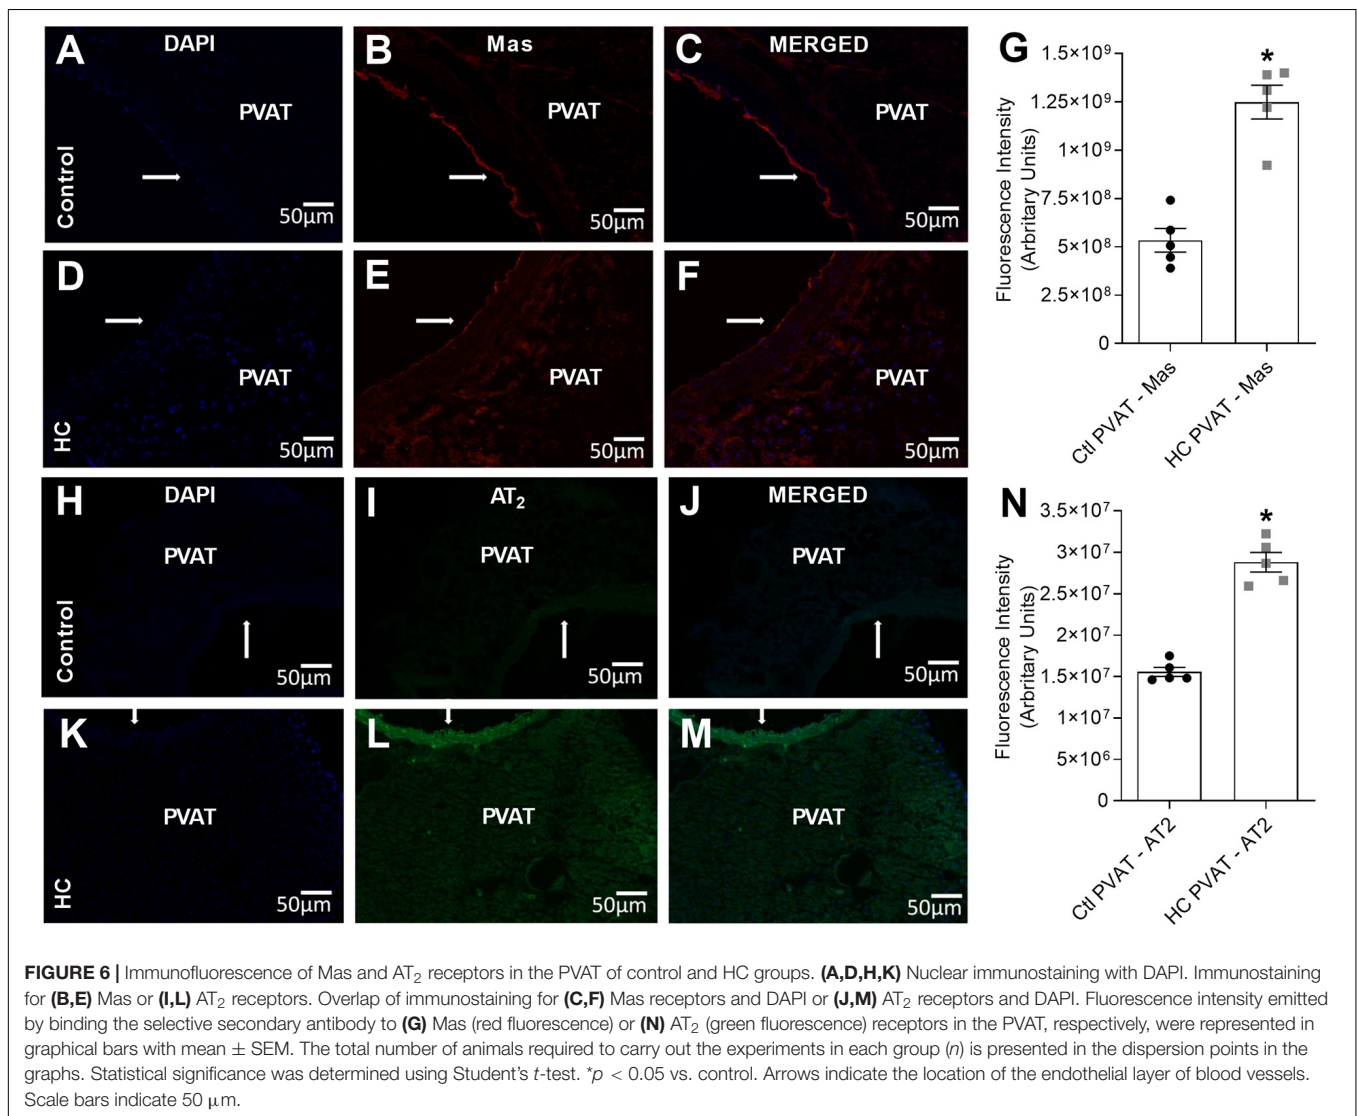 A
DAPI
PVAT
Control
50µm
B
Mas
PVAT
50µm
C
MERGED
PVAT
50µm
D
PVAT
HC
50µm
E
PVAT
50µm
F
PVAT
50µm
G
1.5×10⁹
1.25×10⁹
1×10⁹
7.5×10⁸
5×10⁸
2.5×10⁸
0
Fluorescence Intensity
(Arbritary Units)
*
Ctl PVAT - Mas
HC PVAT - Mas
H
DAPI
PVAT
Control
50µm
I
AT₂
PVAT
50µm
J
MERGED
PVAT
50µm
K
PVAT
HC
50µm
L
PVAT
50µm
M
PVAT
50µm
N
3.5×10⁷
3×10⁷
2.5×10⁷
2×10⁷
1.5×10⁷
1×10⁷
5×10⁶
0
Fluorescence Intensity
(Arbritary Units)
*
Ctl PVAT - AT2
HC PVAT - AT2
FIGURE 6 | Immunofluorescence of Mas and AT₂ receptors in the PVAT of control and HC groups. (A,D,H,K) Nuclear immunostaining with DAPI. Immunostaining
for (B,E) Mas or (I,L) AT₂ receptors. Overlap of immunostaining for (C,F) Mas receptors and DAPI or (J,M) AT₂ receptors and DAPI. Fluorescence intensity emitted
by binding the selective secondary antibody to (G) Mas (red fluorescence) or (N) AT₂ (green fluorescence) receptors in the PVAT, respectively, were represented in
graphical bars with mean ± SEM. The total number of animals required to carry out the experiments in each group (n) is presented in the dispersion points in the
graphs. Statistical significance was determined using Student's t-test. *p < 0.05 vs. control. Arrows indicate the location of the endothelial layer of blood vessels.
Scale bars indicate 50 µm.